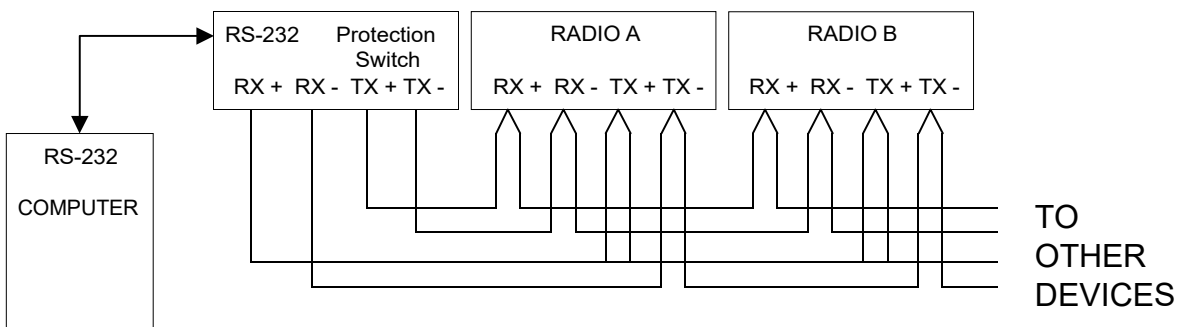 RS-232 Protection
Switch
RX + RX - TX + TX -
RADIO A
RX + RX - TX + TX -
RADIO B
RX + RX - TX + TX -
RS-232
COMPUTER
TO
OTHER
DEVICES